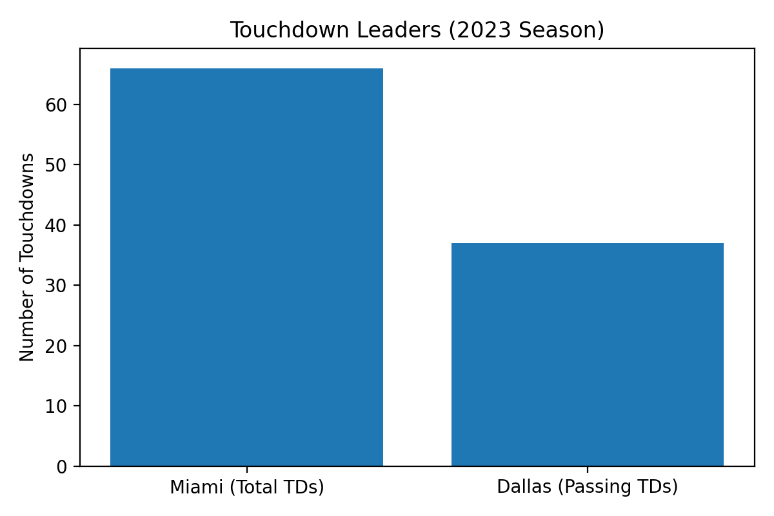 Touchdown Leaders (2023 Season)
Number of Touchdowns
60
50
40
30
20
10
0
Miami (Total TDs)
Dallas (Passing TDs)